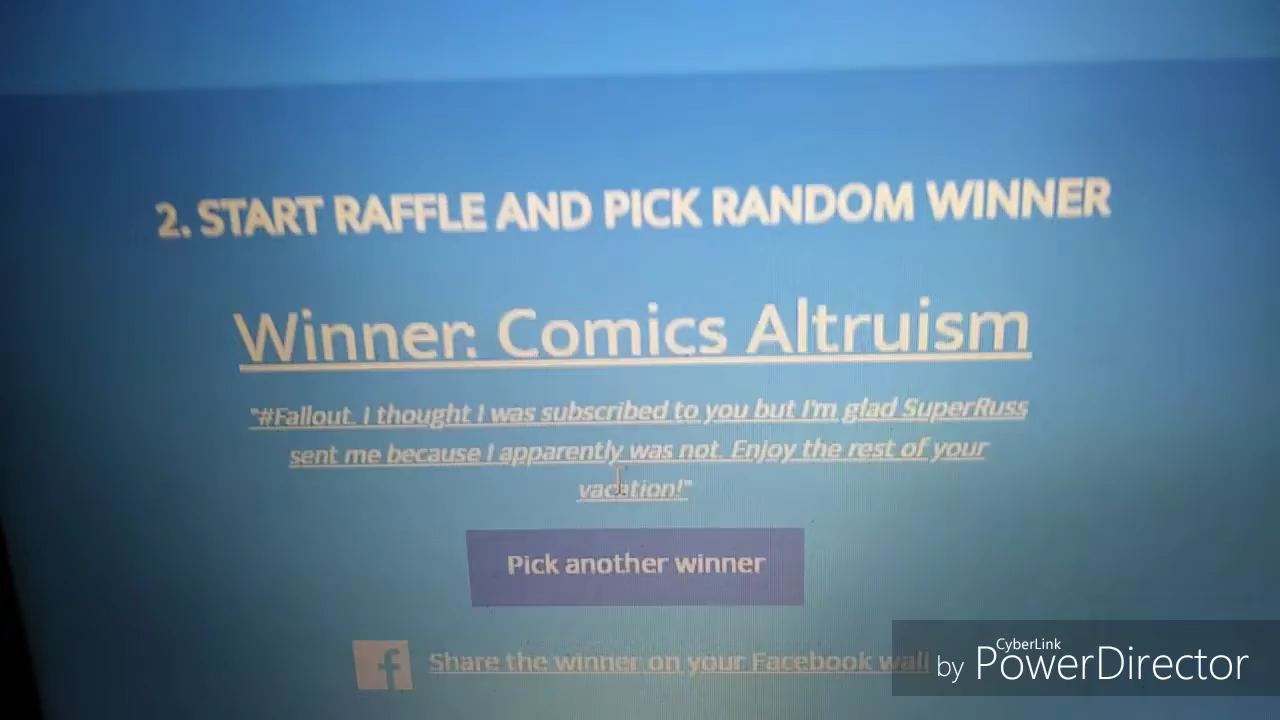 2. START RAFFLE AND PICK RANDOM WINNER
Winner: Comics Altruism
"#Fallout. I thought I was subscribed to you but I'm glad SuperRuss
sent me because I apparently was not. Enjoy the rest of your
vacation!"
Pick another winner
f Share the winner on your Facebook wall
CyberLink
by PowerDirector